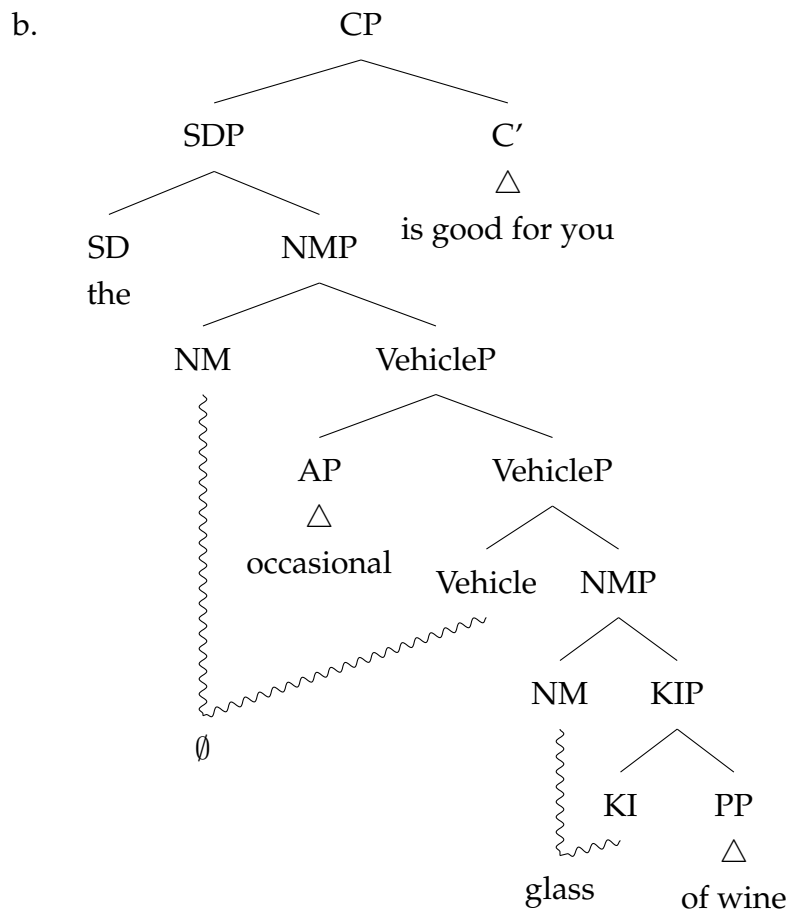 b.
CP
SDP C’
SD NMP is good for you
the
NM VehicleP
AP VehicleP
occasional Vehicle NMP
NM KIP
∅
KI PP
glass of wine